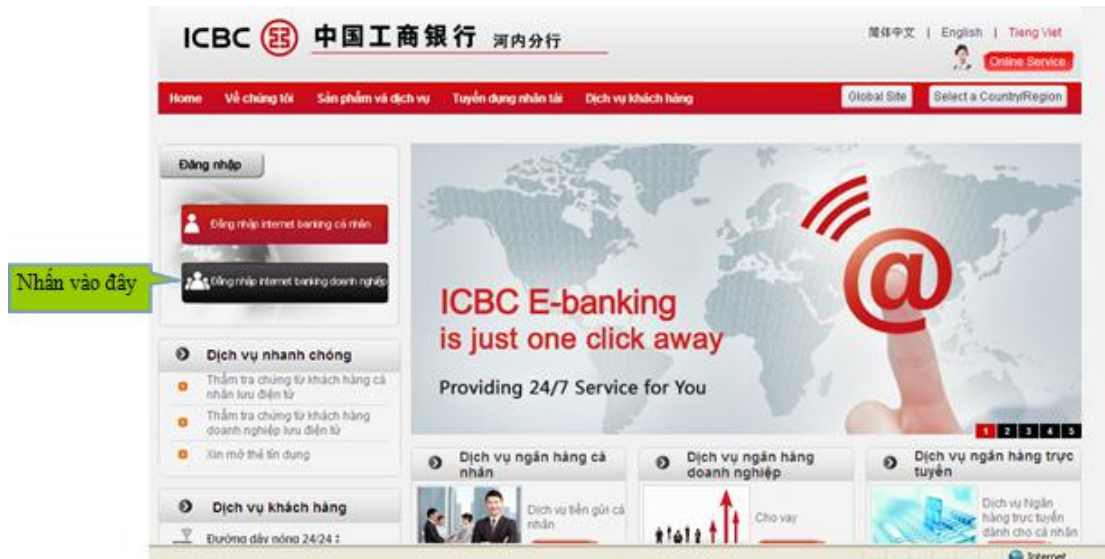 ICBC 中国工商银行 河内分行
简体中文 | English | Tieng Viet
Online Service
Home Về chúng tôi Sản phẩm và dịch vụ Tuyển dụng nhân tài Dịch vụ khách hàng Global Site Select a Country/Region
Đăng nhập
Đăng nhập internet banking cá nhân
Nhấn vào đây
Đăng nhập internet banking doanh nghiệp
ICBC E-banking
is just one click away
Providing 24/7 Service for You
1 2 3 4 5
Dịch vụ nhanh chóng
Thẩm tra chứng từ khách hàng cá
nhân lưu điện tử
Thẩm tra chứng từ khách hàng
doanh nghiệp lưu điện tử
Xin mở thẻ tín dụng
Dịch vụ khách hàng
Đường dây nóng 24/24 :
Dịch vụ ngân hàng cá
nhân
Dịch vụ tiền gửi cá
nhân
Dịch vụ ngân hàng
doanh nghiệp
Cho vay
Dịch vụ ngân hàng trực
tuyến
Dịch vụ Ngân
hàng trực tuyến
dành cho cá nhân
Internet